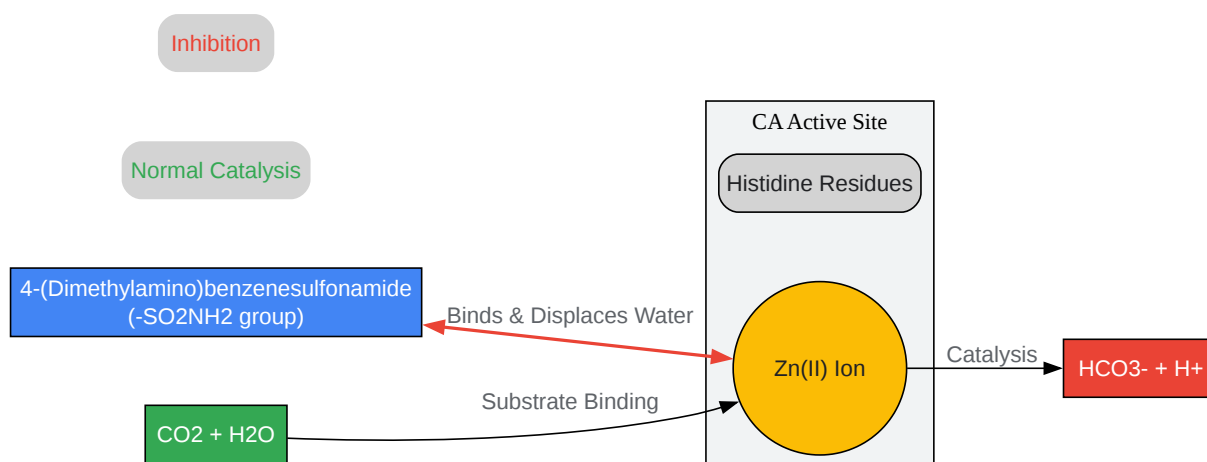 Inhibition
CA Active Site
Normal Catalysis
Histidine Residues
4-(Dimethylamino)benzenesulfonamide
(-SO2NH2 group)
Binds & Displaces Water
Zn(II) Ion
Catalysis
HCO3- + H+
Substrate Binding
CO2 + H2O